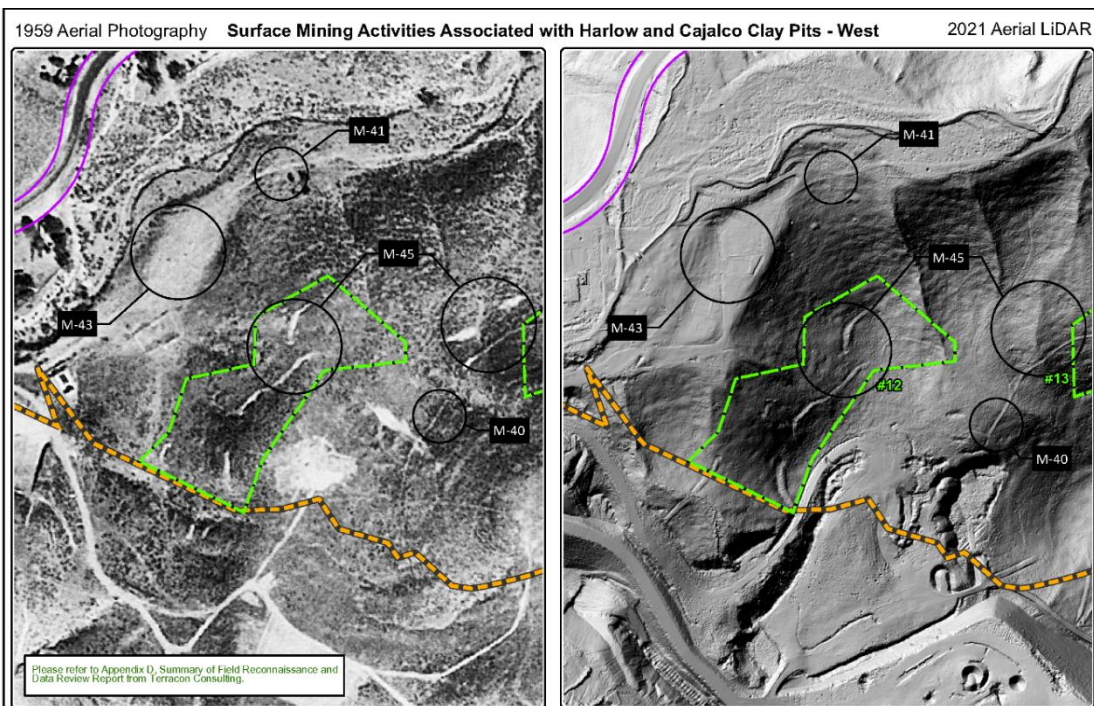 1959 Aerial Photography
Surface Mining Activities Associated with Harlow and Cajalco Clay Pits - West
2021 Aerial LiDAR
M-41
M-45
M-43
M-40
Please refer to Appendix D, Summary of Field Reconnaissance and
Data Review Report from Terracon Consulting.
M-41
M-45
M-43
#12
#13
M-40